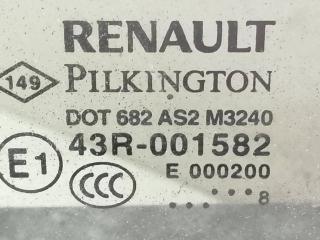 RENAULT
149 PILKINGTON
DOT 682 AS2 M3240
E1 43R-001582
CCC E 000200
.. ... 8